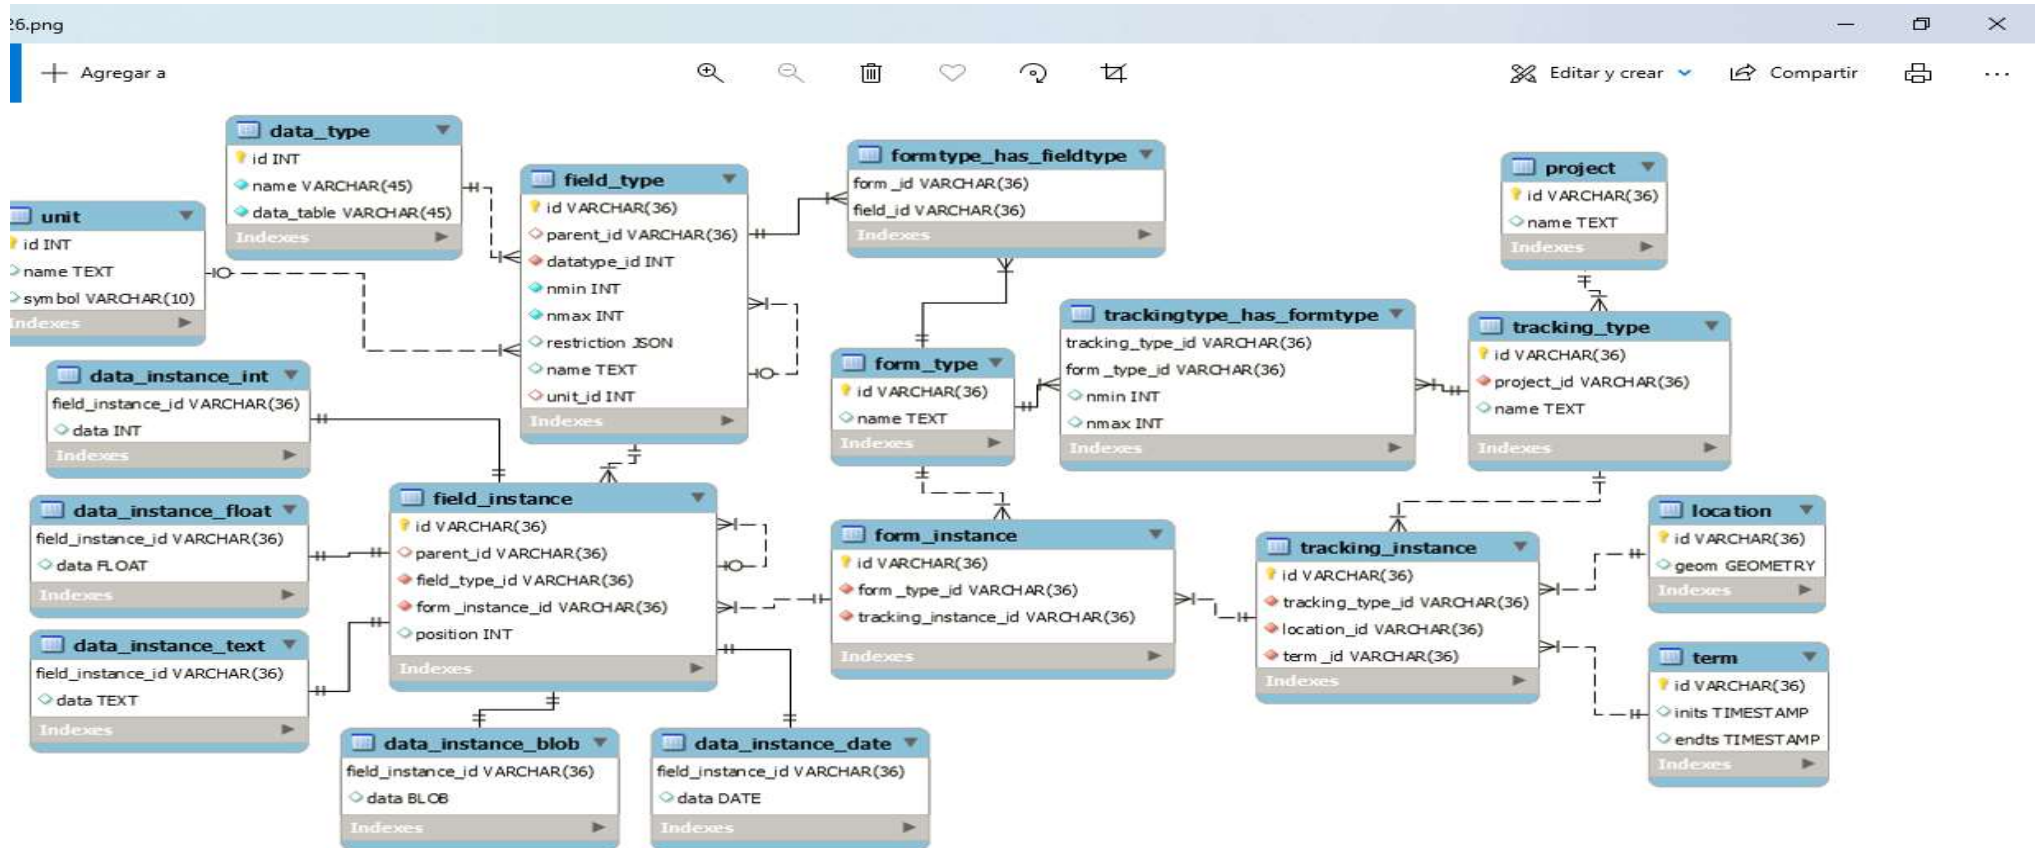 26.png
Agregar a
Editar y crear
Compartir
data_type
id INT
name VARCHAR(45)
data_table VARCHAR(45)
Indexes
unit
id INT
name TEXT
symbol VARCHAR(10)
Indexes
field_type
id VARCHAR(36)
parent_id VARCHAR(36)
datatype_id INT
nmin INT
nmax INT
restriction JSON
name TEXT
unit_id INT
Indexes
formtype_has_fieldtype
form_id VARCHAR(36)
field_id VARCHAR(36)
Indexes
project
id VARCHAR(36)
name TEXT
Indexes
trackingtype_has_formtype
tracking_type_id VARCHAR(36)
form_type_id VARCHAR(36)
nmin INT
nmax INT
Indexes
tracking_type
id VARCHAR(36)
project_id VARCHAR(36)
name TEXT
Indexes
form_type
id VARCHAR(36)
name TEXT
Indexes
data_instance_int
field_instance_id VARCHAR(36)
data INT
Indexes
data_instance_float
field_instance_id VARCHAR(36)
data FLOAT
Indexes
data_instance_text
field_instance_id VARCHAR(36)
data TEXT
Indexes
field_instance
id VARCHAR(36)
parent_id VARCHAR(36)
field_type_id VARCHAR(36)
form_instance_id VARCHAR(36)
position INT
Indexes
form_instance
id VARCHAR(36)
form_type_id VARCHAR(36)
tracking_instance_id VARCHAR(36)
Indexes
tracking_instance
id VARCHAR(36)
tracking_type_id VARCHAR(36)
location_id VARCHAR(36)
term_id VARCHAR(36)
Indexes
location
id VARCHAR(36)
geom GEOMETRY
Indexes
term
id VARCHAR(36)
inits TIMESTAMP
endts TIMESTAMP
Indexes
data_instance_blob
field_instance_id VARCHAR(36)
data BLOB
Indexes
data_instance_date
field_instance_id VARCHAR(36)
data DATE
Indexes